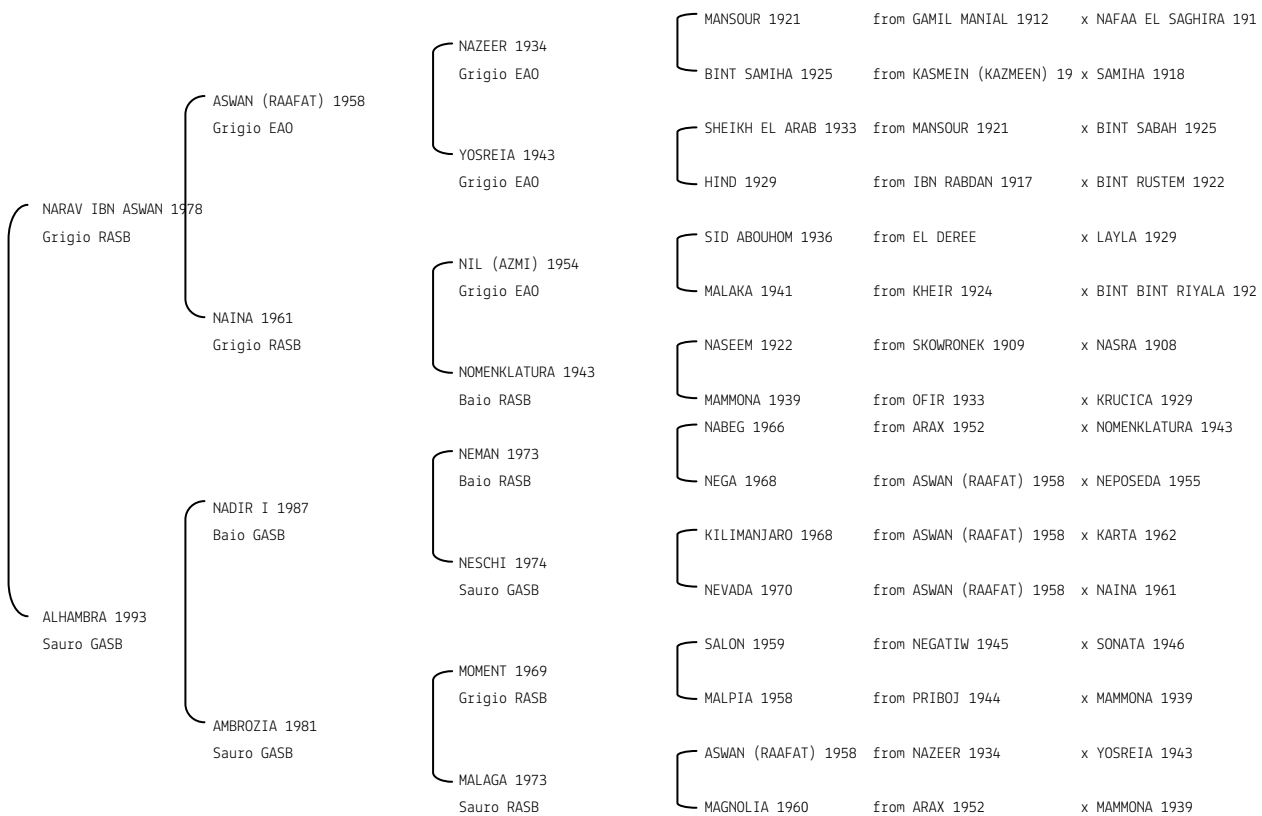 MANSOUR 1921 from GAMIL MANIAL 1912 x NAFAA EL SAGHIRA 191
NAZEER 1934
Grigio EAO BINT SAMIHA 1925 from KASMEIN (KAZMEEN) 19 x SAMIHA 1918
ASWAN (RAAFAT) 1958
Grigio EAO SHEIKH EL ARAB 1933 from MANSOUR 1921 x BINT SABAH 1925
YOSREIA 1943
Grigio EAO HIND 1929 from IBN RABDAN 1917 x BINT RUSTEM 1922
NARAV IBN ASWAN 1978
Grigio RASB SID ABOUHOM 1936 from EL DEREE x LAYLA 1929
NIL (AZMI) 1954
Grigio EAO MALAKA 1941 from KHEIR 1924 x BINT BINT RIYALA 192
NAINA 1961
Grigio RASB NASEEM 1922 from SKOWRONEK 1909 x NASRA 1908
NOMENKLATURA 1943
Baio RASB MAMMONA 1939 from OFIR 1933 x KRUCICA 1929
NABEG 1966 from ARAX 1952 x NOMENKLATURA 1943
NEMAN 1973
Baio RASB NEGA 1968 from ASWAN (RAAFAT) 1958 x NEPOSEDA 1955
NADIR I 1987
Baio GASB KILIMANJARO 1968 from ASWAN (RAAFAT) 1958 x KARTA 1962
NESCHI 1974
Sauro GASB NEVADA 1970 from ASWAN (RAAFAT) 1958 x NAINA 1961
ALHAMBRA 1993
Sauro GASB SALON 1959 from NEGATIW 1945 x SONATA 1946
MOMENT 1969
Grigio RASB MALPIA 1958 from PRIBOJ 1944 x MAMMONA 1939
AMBROZIA 1981
Sauro GASB ASWAN (RAAFAT) 1958 from NAZEER 1934 x YOSREIA 1943
MALAGA 1973
Sauro RASB MAGNOLIA 1960 from ARAX 1952 x MAMMONA 1939